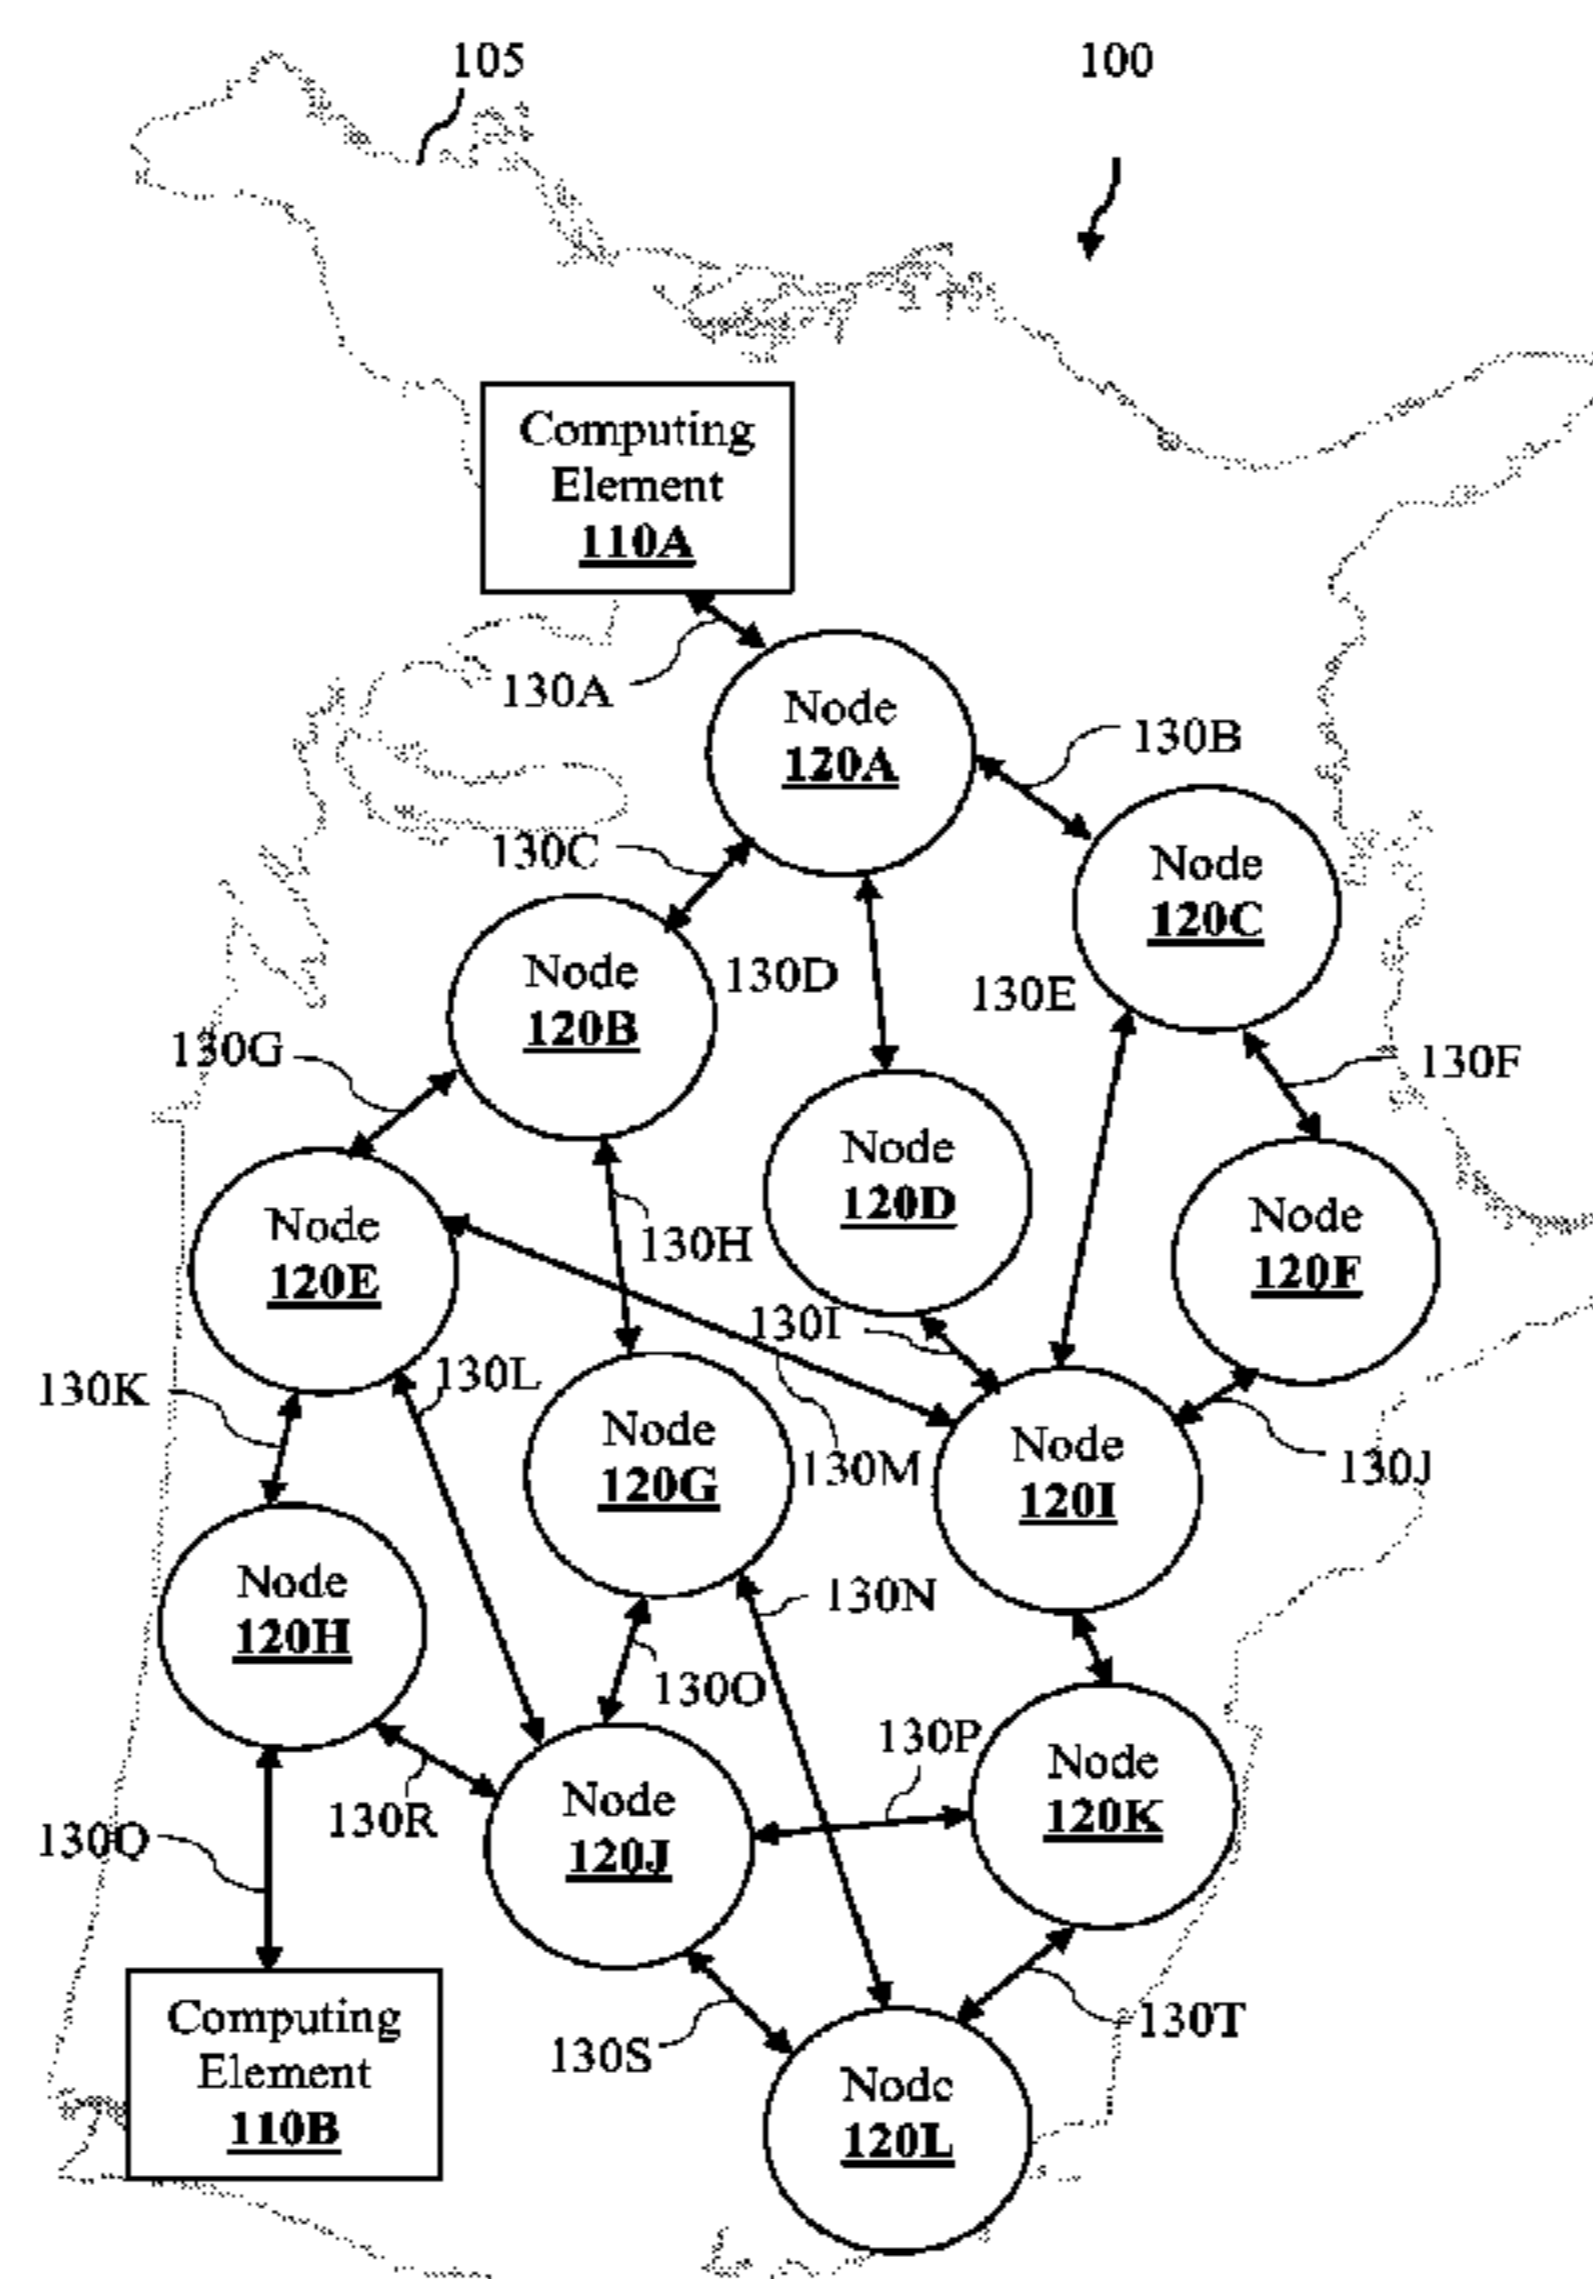 105
100
Computing
Element
110A
130A
Node
120A
130B
130C
Node
120C
Node
120B
130D
130E
130G
130F
Node
120D
Node
120E
130H
Node
120F
130I
130K
130L
Node
120G
130M
Node
120I
130J
Node
120H
130N
130O
130P
Node
120K
130Q
130R
Node
120J
Computing
Element
110B
130S
130T
Node
120L